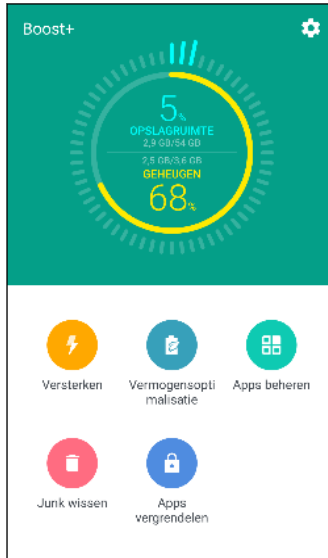 Boost+
5%
OPSLAGRUIMTE
2,9 GB/54 GB
2,5 GB/3,6 GB
GEHEUGEN
68%
Versterken
Vermogensopti
malisatie
Apps beheren
Junk wissen
Apps
vergrendelen